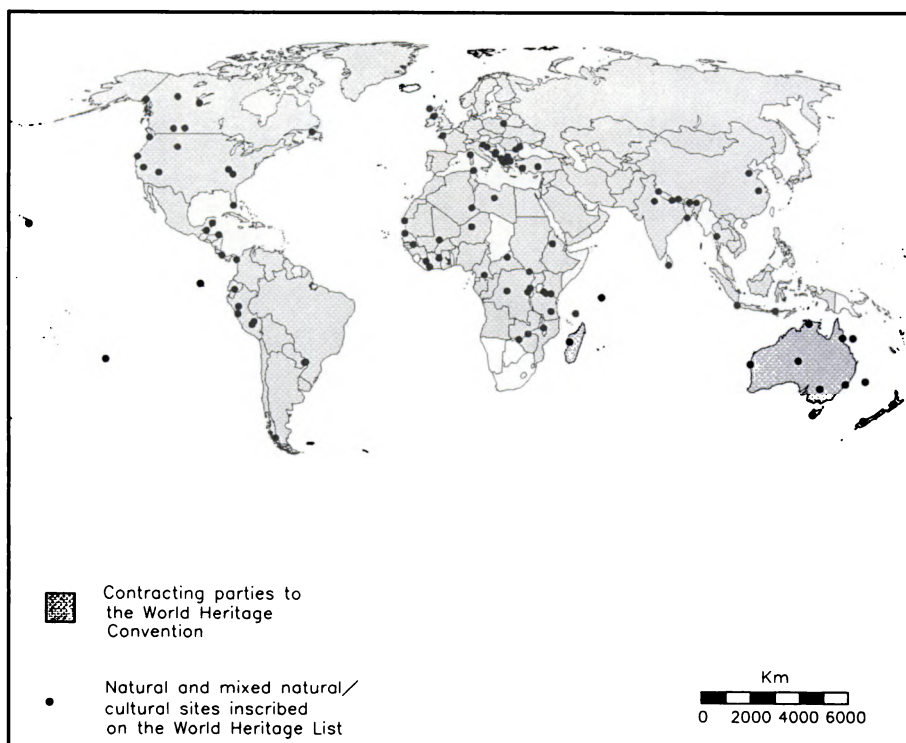 Contracting parties to
the World Heritage
Convention
Natural and mixed natural/
cultural sites inscribed
on the World Heritage List
Km
0 2000 4000 6000